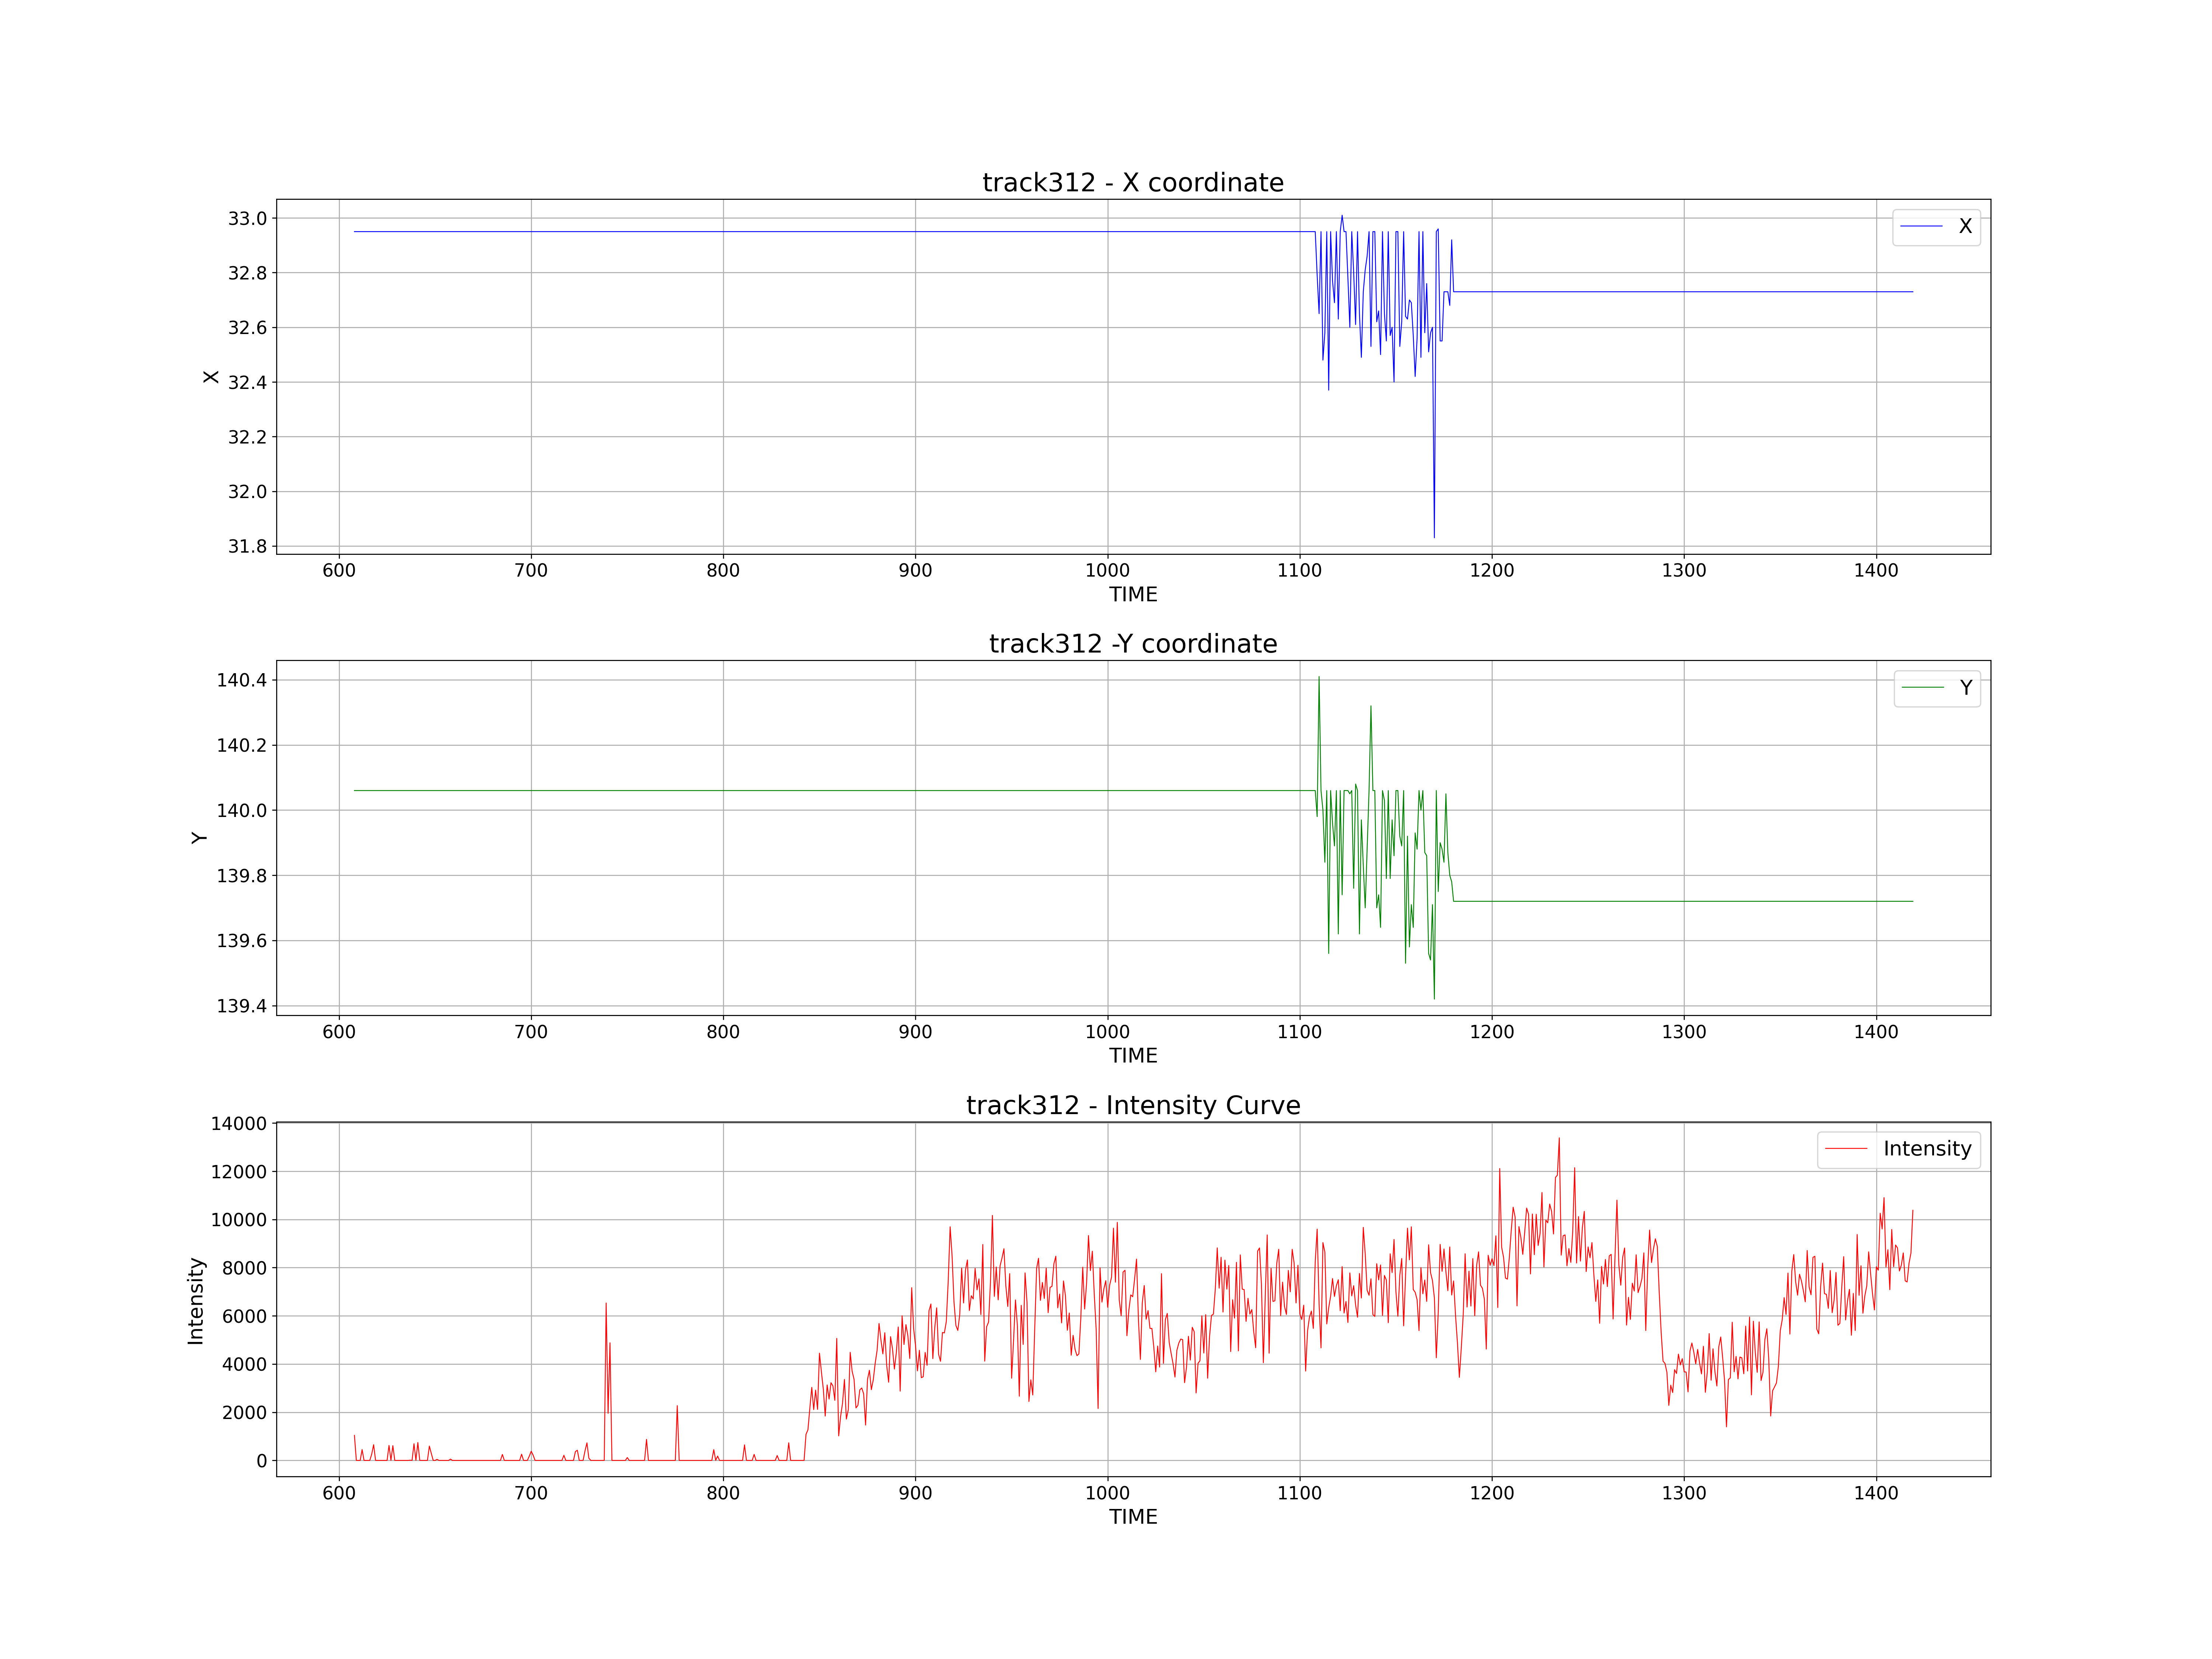 track312 - X coordinate
33.0
32.8
32.6
32.4
32.2
32.0
31.8
X
X
600 700 800 900 1000 1100 1200 1300 1400
TIME
track312 -Y coordinate
140.4
140.2
140.0
139.8
139.6
139.4
Y
Y
600 700 800 900 1000 1100 1200 1300 1400
TIME
track312 - Intensity Curve
14000
12000
10000
8000
6000
4000
2000
0
Intensity
Intensity
600 700 800 900 1000 1100 1200 1300 1400
TIME